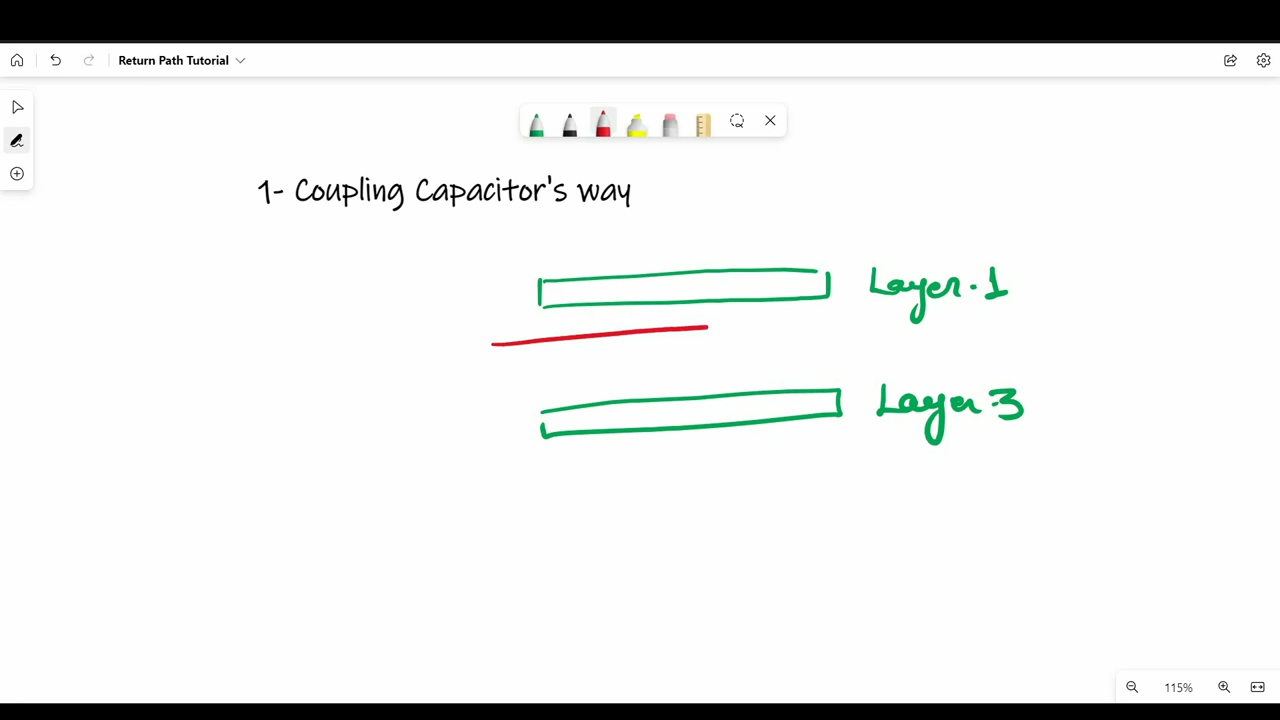 Return Path Tutorial
1- Coupling Capacitor's way
Layer.1
Layer:3
115%